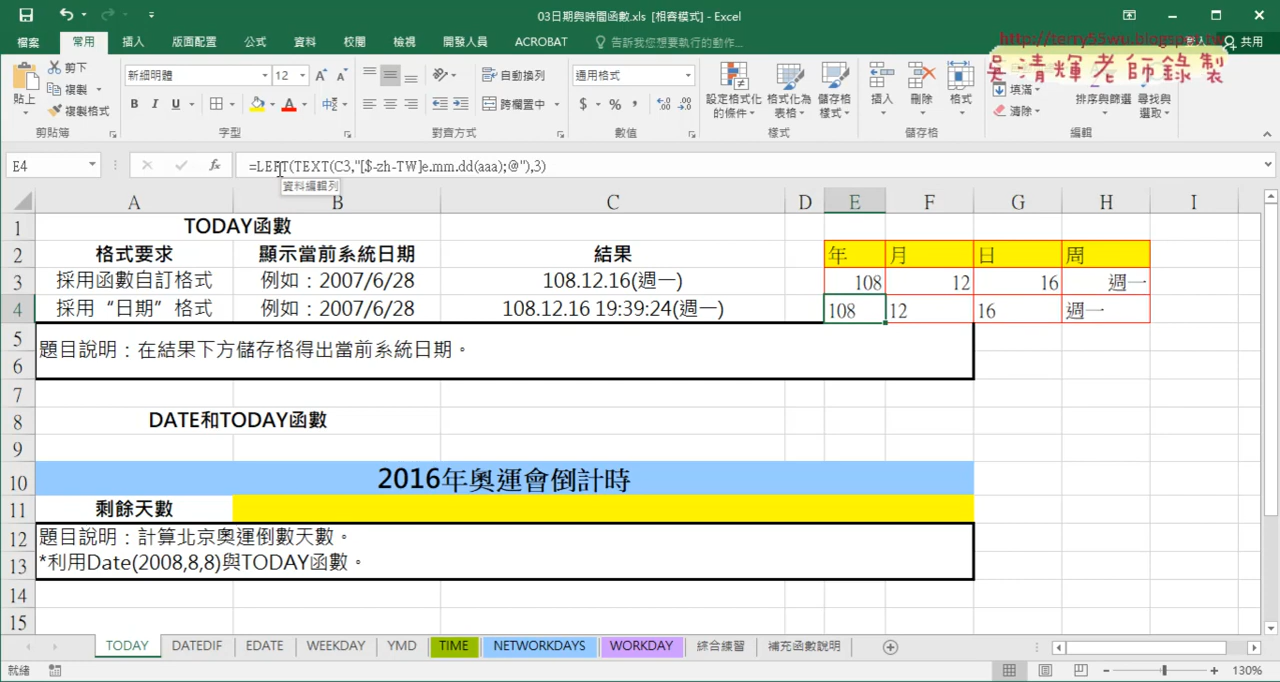 03日期與時間函數.xls [相容模式] - Excel
檔案 常用 插入 版面配置 公式 資料 校閱 檢視 開發人員 ACROBAT 告訴我您想要執行的動作... 共用
http://terry55wu.blogspot.tw
吳清輝老師錄製
貼上 剪下 複製 複製格式 剪貼簿
新細明體 12 B I U 中 字型
自動換列 跨欄置中 對齊方式
通用格式 $ % , 數值
設定格式化的條件 格式化為表格 儲存格樣式 樣式
插入 刪除 格式 儲存格
填滿 清除 排序與篩選 尋找與選取 編輯
E4 fx =LEFT(TEXT(C3,"[$-zh-TW]e.mm.dd(aaa);@"),3)
資料編輯列
A B C D E F G H I
1 TODAY函數
2 格式要求 顯示當前系統日期 結果 年 月 日 周
3 採用函數自訂格式 例如：2007/6/28 108.12.16(週一) 108 12 16 週一
4 採用“日期”格式 例如：2007/6/28 108.12.16 19:39:24(週一) 108 12 16 週一
5 題目說明：在結果下方儲存格得出當前系統日期。
6
7
8 DATE和TODAY函數
9
10 2016年奧運會倒計時
11 剩餘天數
12 題目說明：計算北京奧運倒數天數。
13 *利用Date(2008,8,8)與TODAY函數。
14
15
TODAY DATEDIF EDATE WEEKDAY YMD TIME NETWORKDAYS WORKDAY 綜合練習 補充函數說明
就緒 130%